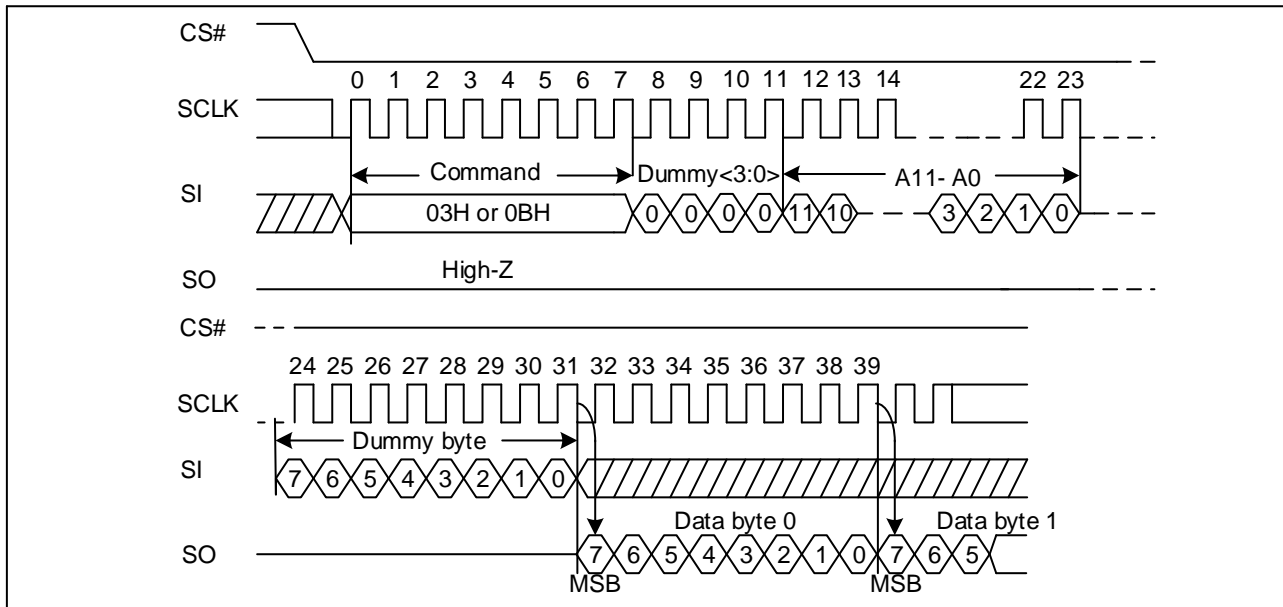 CS#
0 1 2 3 4 5 6 7 8 9 10 11 12 13 14 22 23
SCLK
Command Dummy<3:0> A11- A0
SI
03H or 0BH 0 0 0 0 11 10 3 2 1 0
High-Z
SO
CS#
24 25 26 27 28 29 30 31 32 33 34 35 36 37 38 39
SCLK
Dummy byte
SI
7 6 5 4 3 2 1 0
Data byte 0 Data byte 1
SO
7 6 5 4 3 2 1 0 7 6 5
MSB MSB